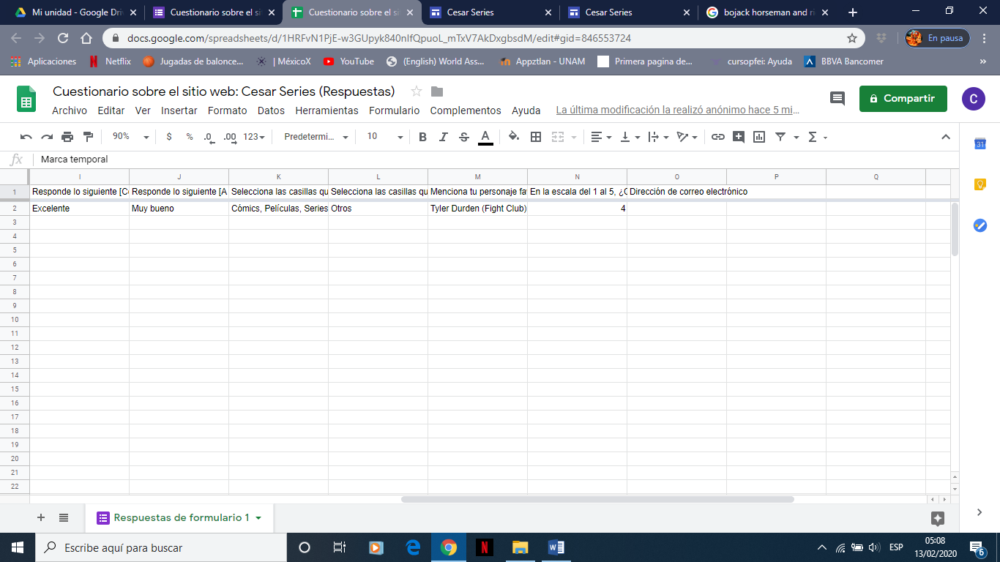 Mi unidad - Google Dri
Cuestionario sobre el si
Cuestionario sobre el si
Cesar Series
Cesar Series
bojack horseman and ri
docs.google.com/spreadsheets/d/1HRFvN1PjE-w3GUpyk840nIfQpuoL_mTxV7AkDxgbsdM/edit#gid=846553724
En pausa
Aplicaciones
Netflix
Jugadas de balonce...
| MéxicoX
YouTube
(English) World Ass...
Appztlan - UNAM
Primera pagina de...
cursopfei: Ayuda
BBVA Bancomer
»
Cuestionario sobre el sitio web: Cesar Series (Respuestas)
Compartir
C
Archivo Editar Ver Insertar Formato Datos Herramientas Formulario Complementos Ayuda
La última modificación la realizó anónimo hace 5 mi...
90% $ % .0 .00 123 Predetermi... 10 B I S A Σ
31
fx Marca temporal
I J K L M N O P Q
1 Responde lo siguiente [Co Responde lo siguiente [A Selecciona las casillas qu Selecciona las casillas qu Menciona tu personaje fa En la escala del 1 al 5, ¿C Dirección de correo electrónico
2 Excelente Muy bueno Cómics, Películas, Series Otros Tyler Durden (Fight Club) 4
3
4
5
6
7
8
9
10
11
12
13
14
15
16
17
18
19
20
21
22
Respuestas de formulario 1
Escribe aquí para buscar
N
W
ESP
05:08
13/02/2020
6